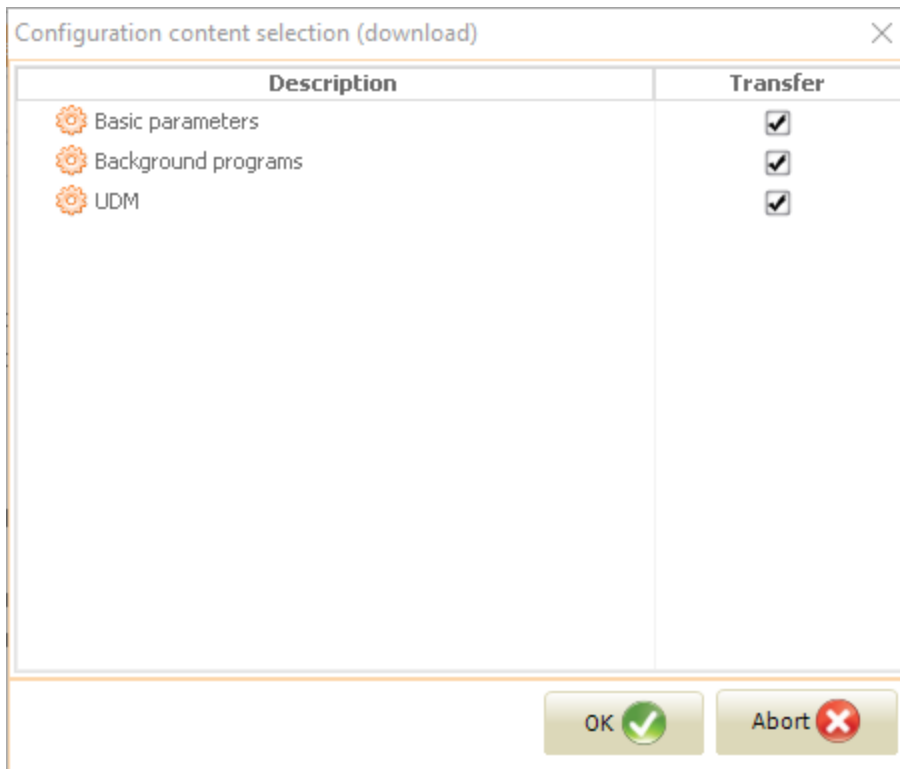 Configuration content selection (download)
Description Transfer
Basic parameters
Background programs
UDM
OK Abort